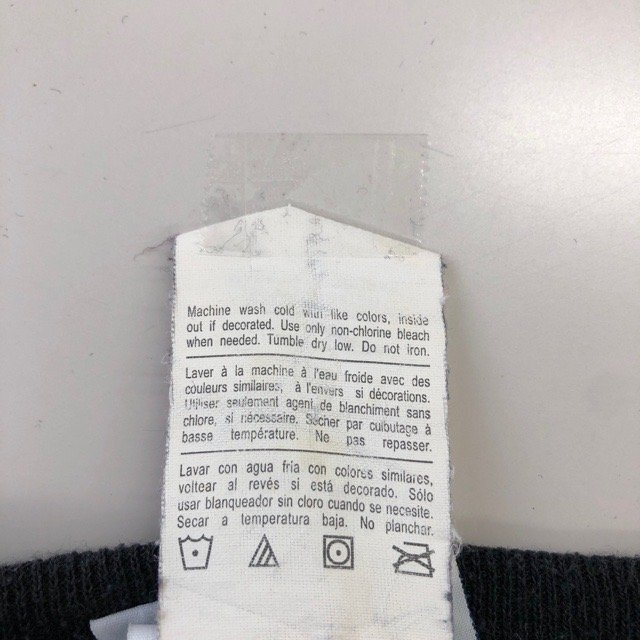 Machine wash cold with like colors, inside
out if decorated. Use only non-chlorine bleach
when needed. Tumble dry low. Do not iron.
Laver à la machine à l'eau froide avec des
couleurs similaires, à l'envers si décorations.
Utiliser seulement agent de blanchiment sans
chlore, si nécessaire. Sécher par culbutage à
basse température. Ne pas repasser.
Lavar con agua fría con colores similares,
voltear al revés si está decorado. Sólo
usar blanqueador sin cloro cuando se necesite.
Secar a temperatura baja. No planchar.